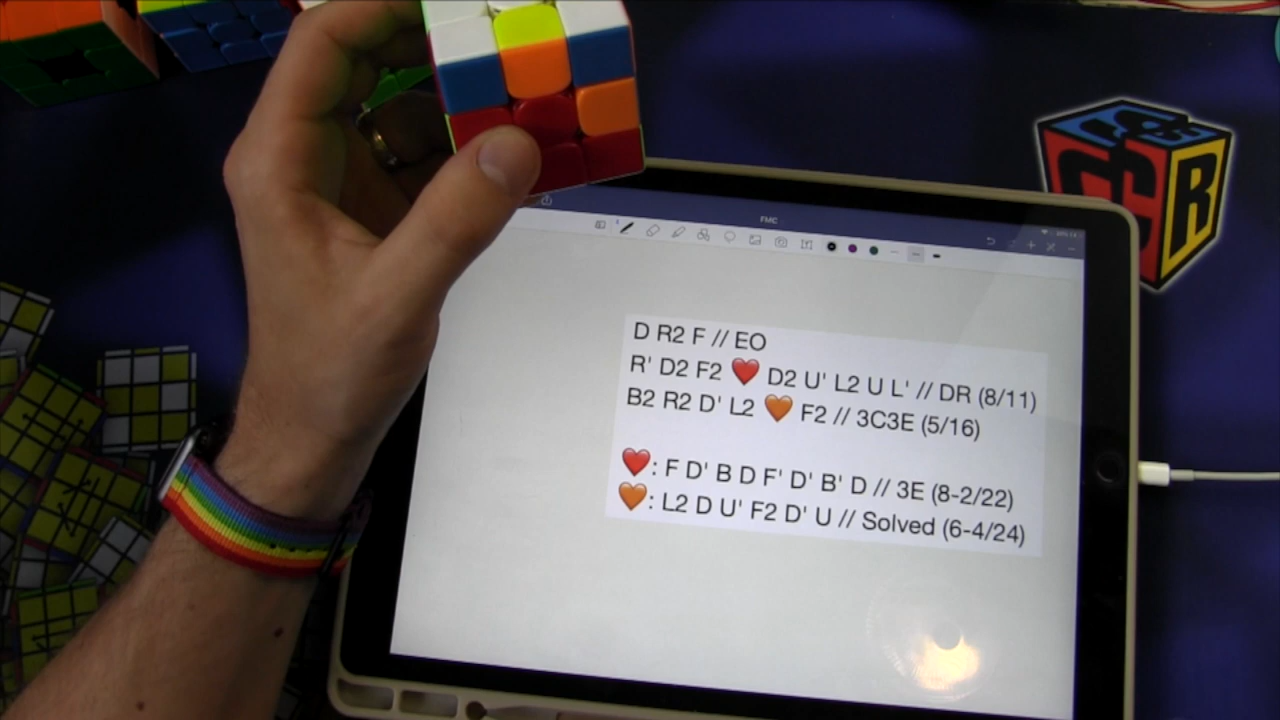 FMC
D R2 F // EO
R' D2 F2 ❤️ D2 U' L2 U L' // DR (8/11)
B2 R2 D' L2 🧡 F2 // 3C3E (5/16)
❤️: F D' B D F' D' B' D // 3E (8-2/22)
🧡: L2 D U' F2 D' U // Solved (6-4/24)
R